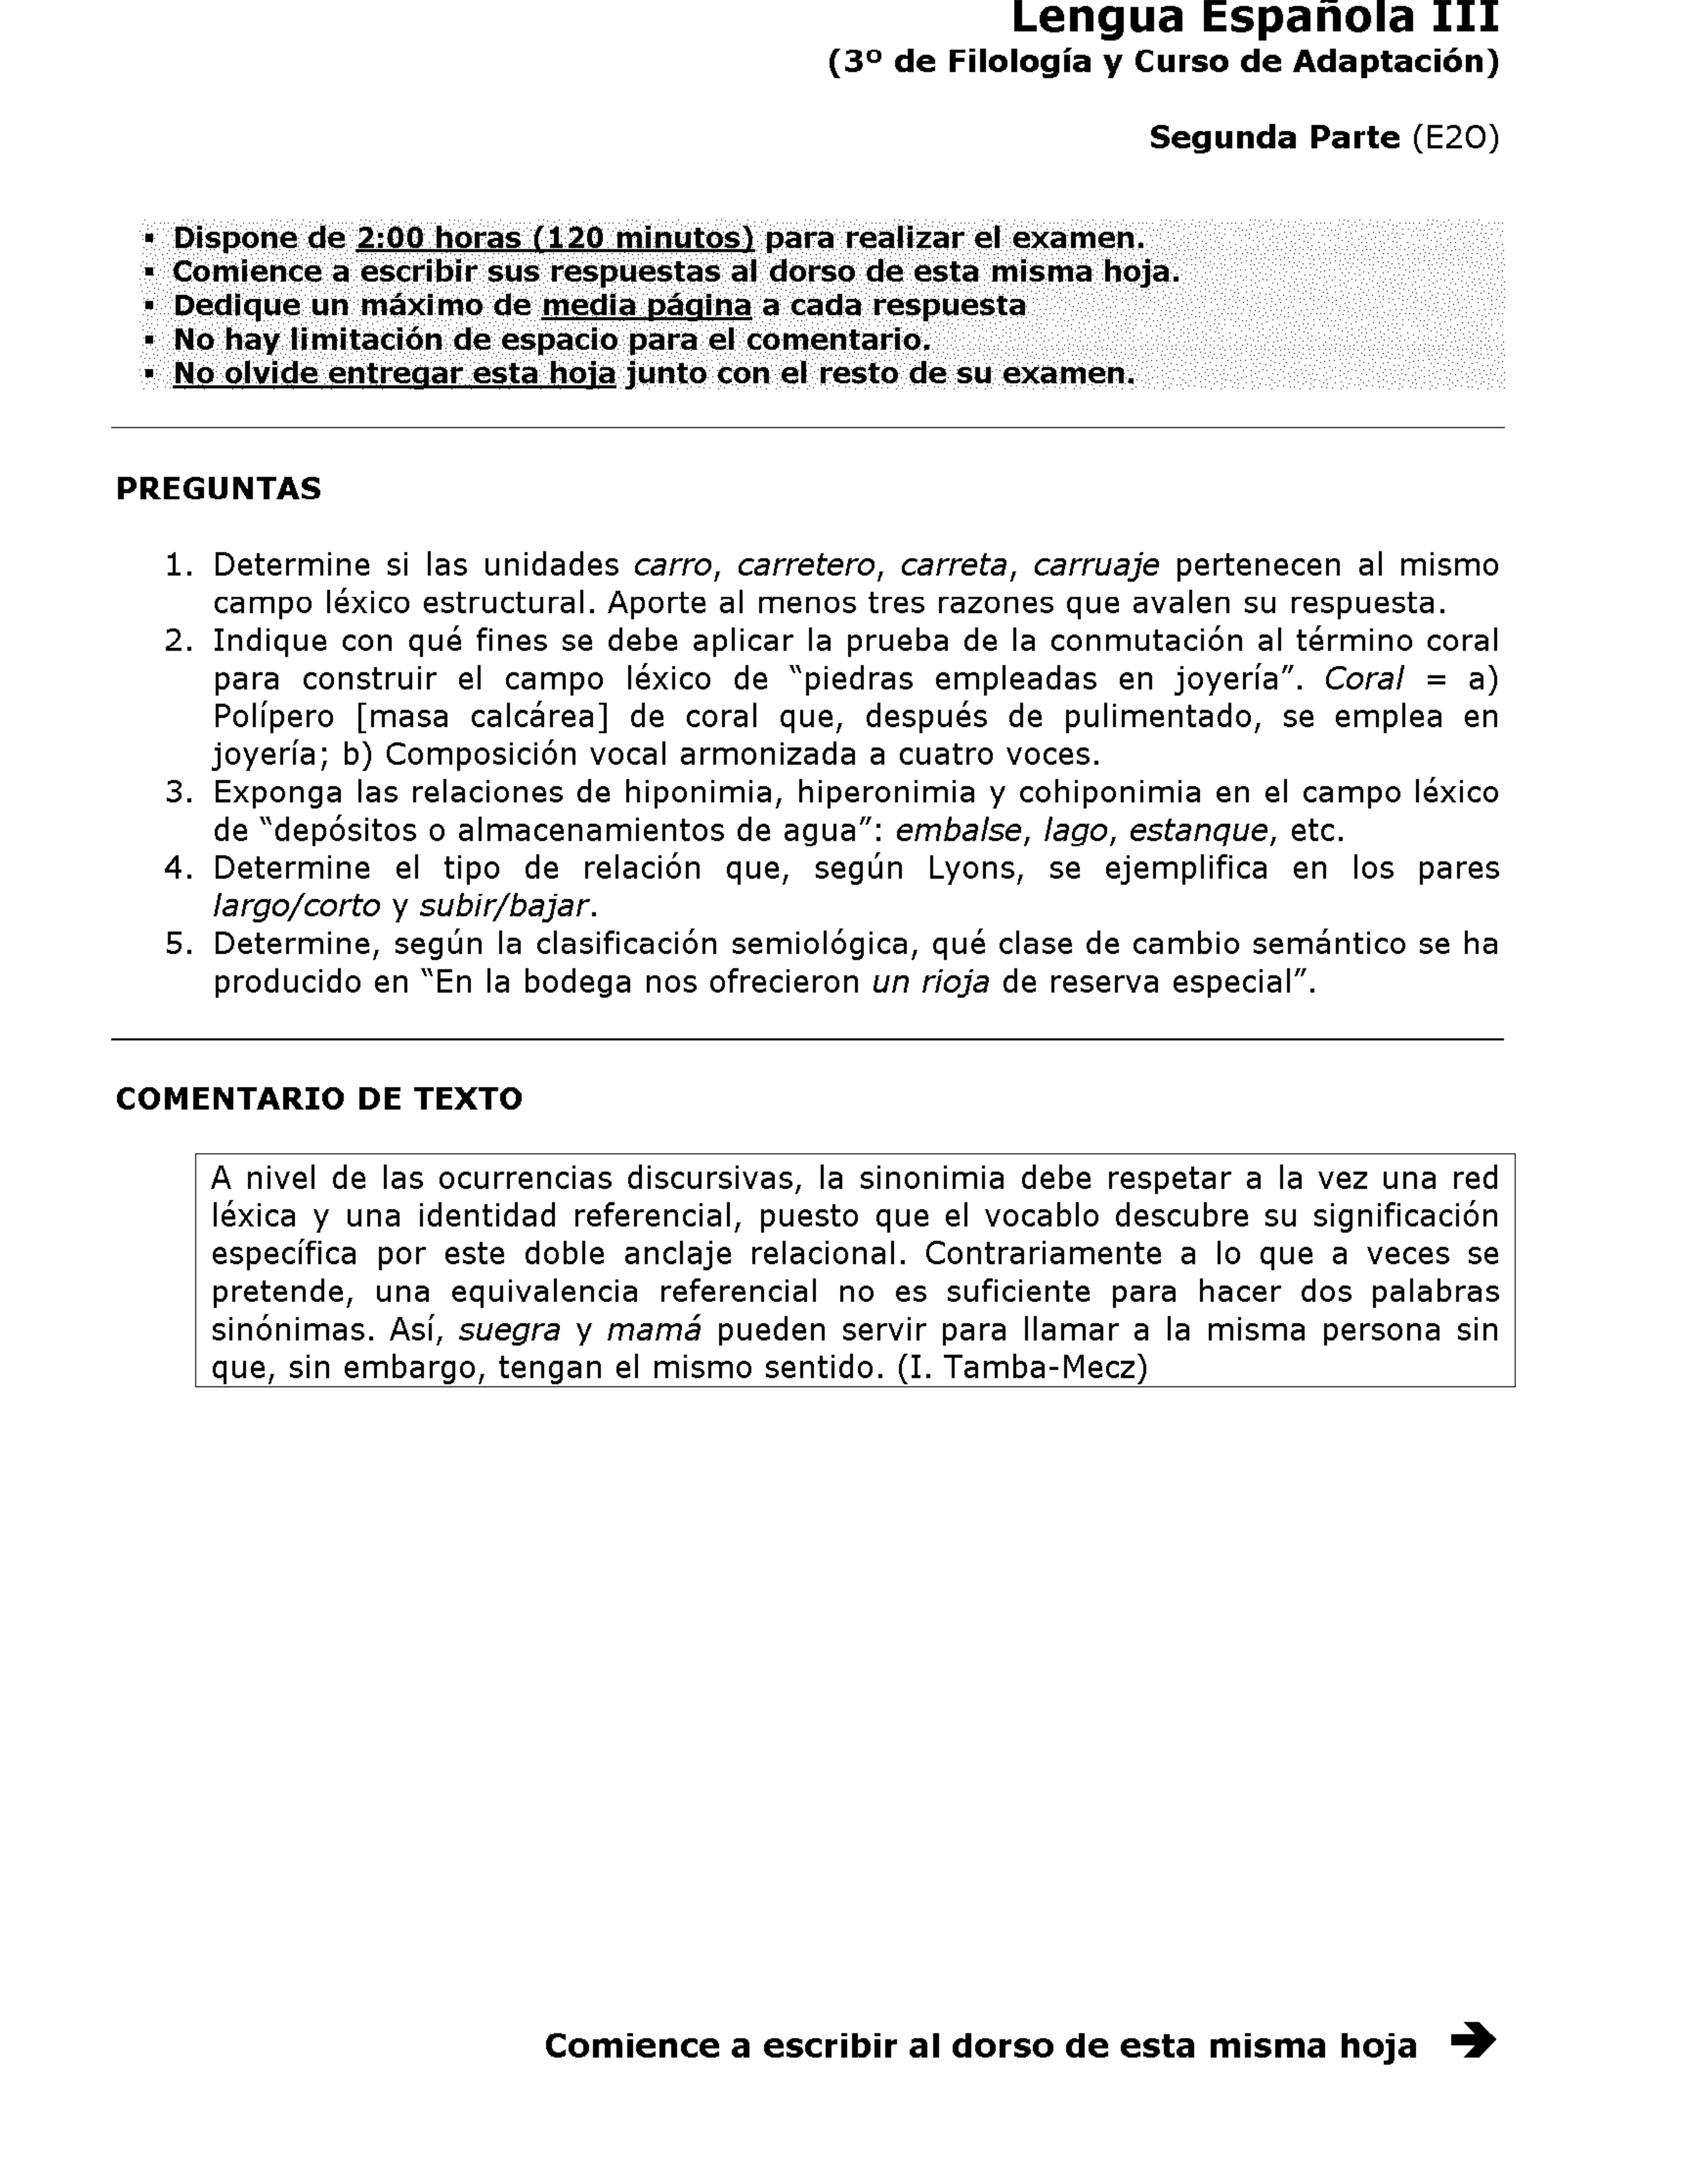 Lengua Española III
(3º de Filología y Curso de Adaptación)
Segunda Parte (E2O)
▪ Dispone de 2:00 horas (120 minutos) para realizar el examen.
▪ Comience a escribir sus respuestas al dorso de esta misma hoja.
▪ Dedique un máximo de media página a cada respuesta
▪ No hay limitación de espacio para el comentario.
▪ No olvide entregar esta hoja junto con el resto de su examen.
PREGUNTAS
1. Determine si las unidades carro, carretero, carreta, carruaje pertenecen al mismo
campo léxico estructural. Aporte al menos tres razones que avalen su respuesta.
2. Indique con qué fines se debe aplicar la prueba de la conmutación al término coral
para construir el campo léxico de “piedras empleadas en joyería”. Coral = a)
Polípero [masa calcárea] de coral que, después de pulimentado, se emplea en
joyería; b) Composición vocal armonizada a cuatro voces.
3. Exponga las relaciones de hiponimia, hiperonimia y cohiponimia en el campo léxico
de “depósitos o almacenamientos de agua”: embalse, lago, estanque, etc.
4. Determine el tipo de relación que, según Lyons, se ejemplifica en los pares
largo/corto y subir/bajar.
5. Determine, según la clasificación semiológica, qué clase de cambio semántico se ha
producido en “En la bodega nos ofrecieron un rioja de reserva especial”.
COMENTARIO DE TEXTO
A nivel de las ocurrencias discursivas, la sinonimia debe respetar a la vez una red
léxica y una identidad referencial, puesto que el vocablo descubre su significación
específica por este doble anclaje relacional. Contrariamente a lo que a veces se
pretende, una equivalencia referencial no es suficiente para hacer dos palabras
sinónimas. Así, suegra y mamá pueden servir para llamar a la misma persona sin
que, sin embargo, tengan el mismo sentido. (I. Tamba-Mecz)
Comience a escribir al dorso de esta misma hoja ➔